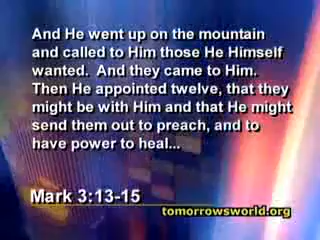 And He went up on the mountain
and called to Him those He Himself
wanted.  And they came to Him.
Then He appointed twelve, that they
might be with Him and that He might
send them out to preach, and to
have power to heal...
Mark 3:13-15
tomorrowsworld.org